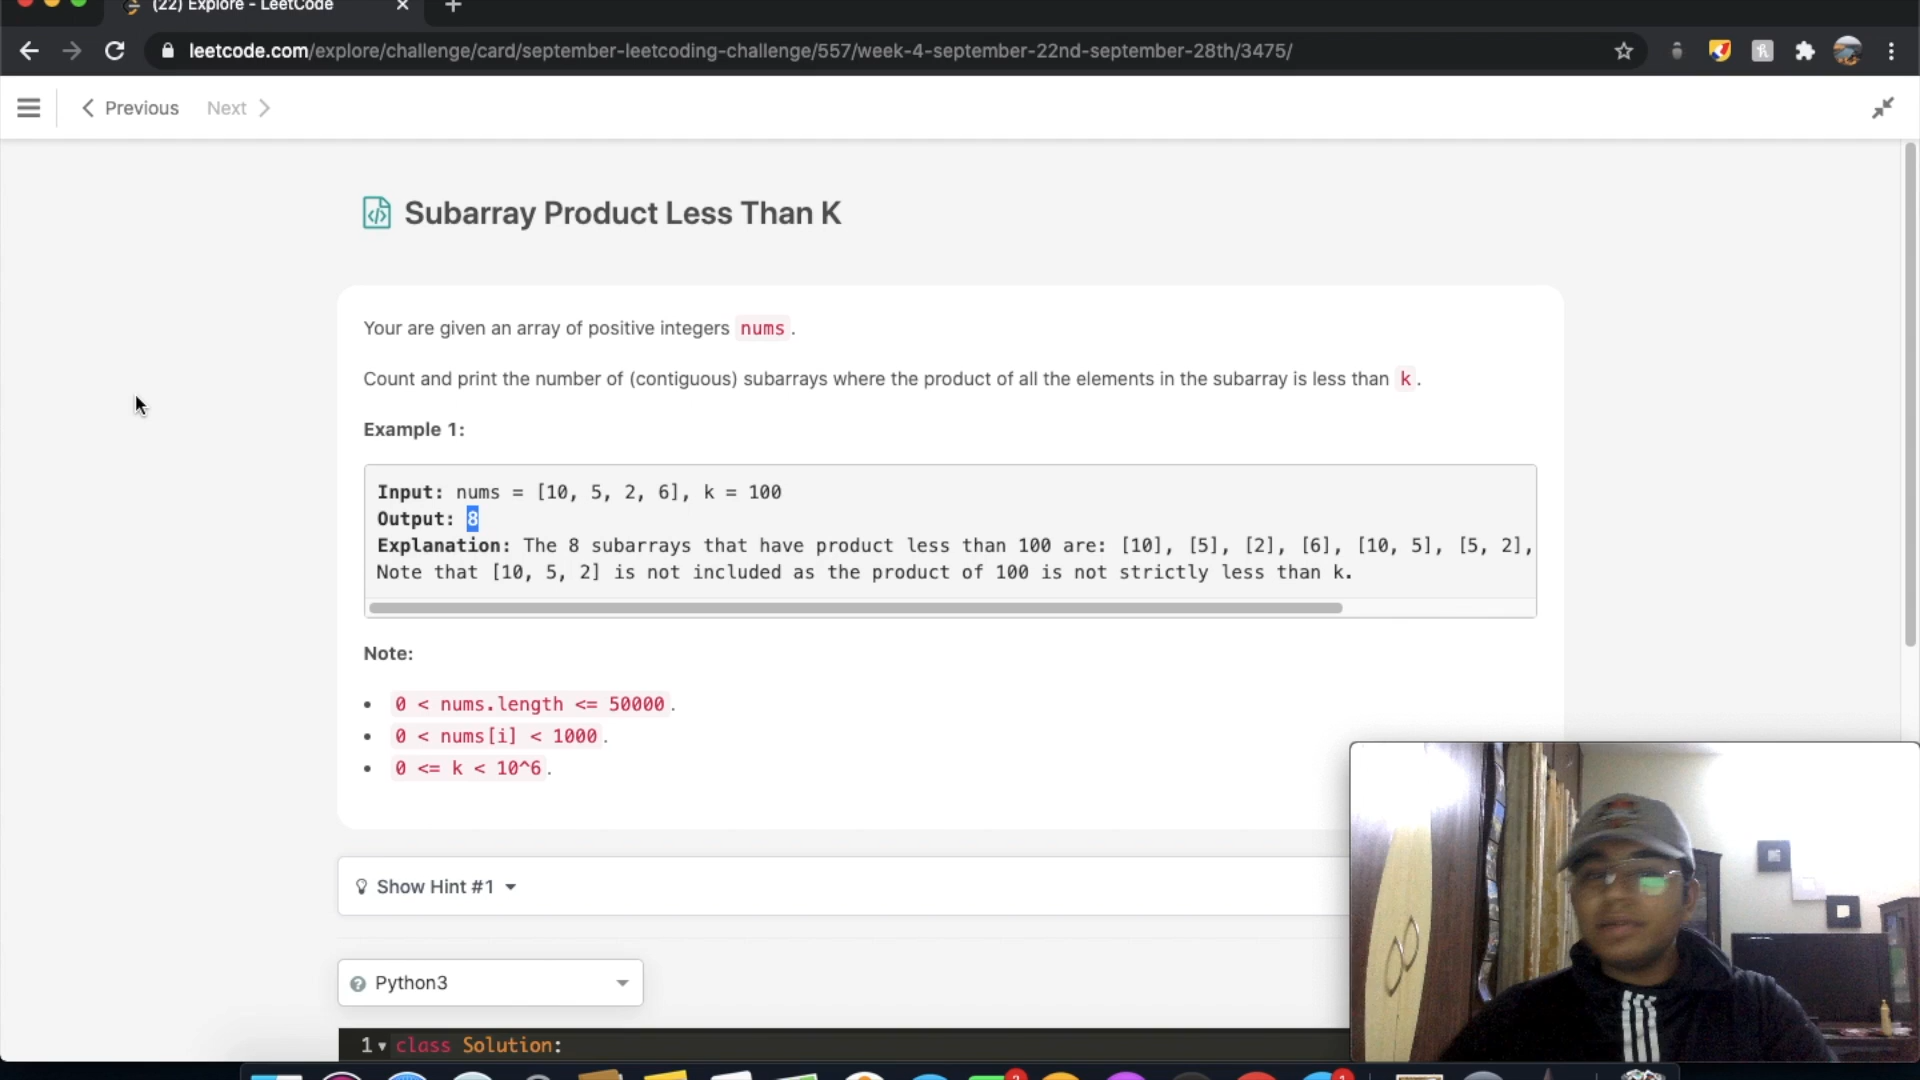 (22) Explore - LeetCode
leetcode.com/explore/challenge/card/september-leetcoding-challenge/557/week-4-september-22nd-september-28th/3475/
Previous Next
Subarray Product Less Than K
Your are given an array of positive integers nums.
Count and print the number of (contiguous) subarrays where the product of all the elements in the subarray is less than k.
Example 1:
Input: nums = [10, 5, 2, 6], k = 100
Output: 8
Explanation: The 8 subarrays that have product less than 100 are: [10], [5], [2], [6], [10, 5], [5, 2],
Note that [10, 5, 2] is not included as the product of 100 is not strictly less than k.
Note:
0 < nums.length <= 50000.
0 < nums[i] < 1000.
0 <= k < 10^6.
Show Hint #1
Python3
1 class Solution: